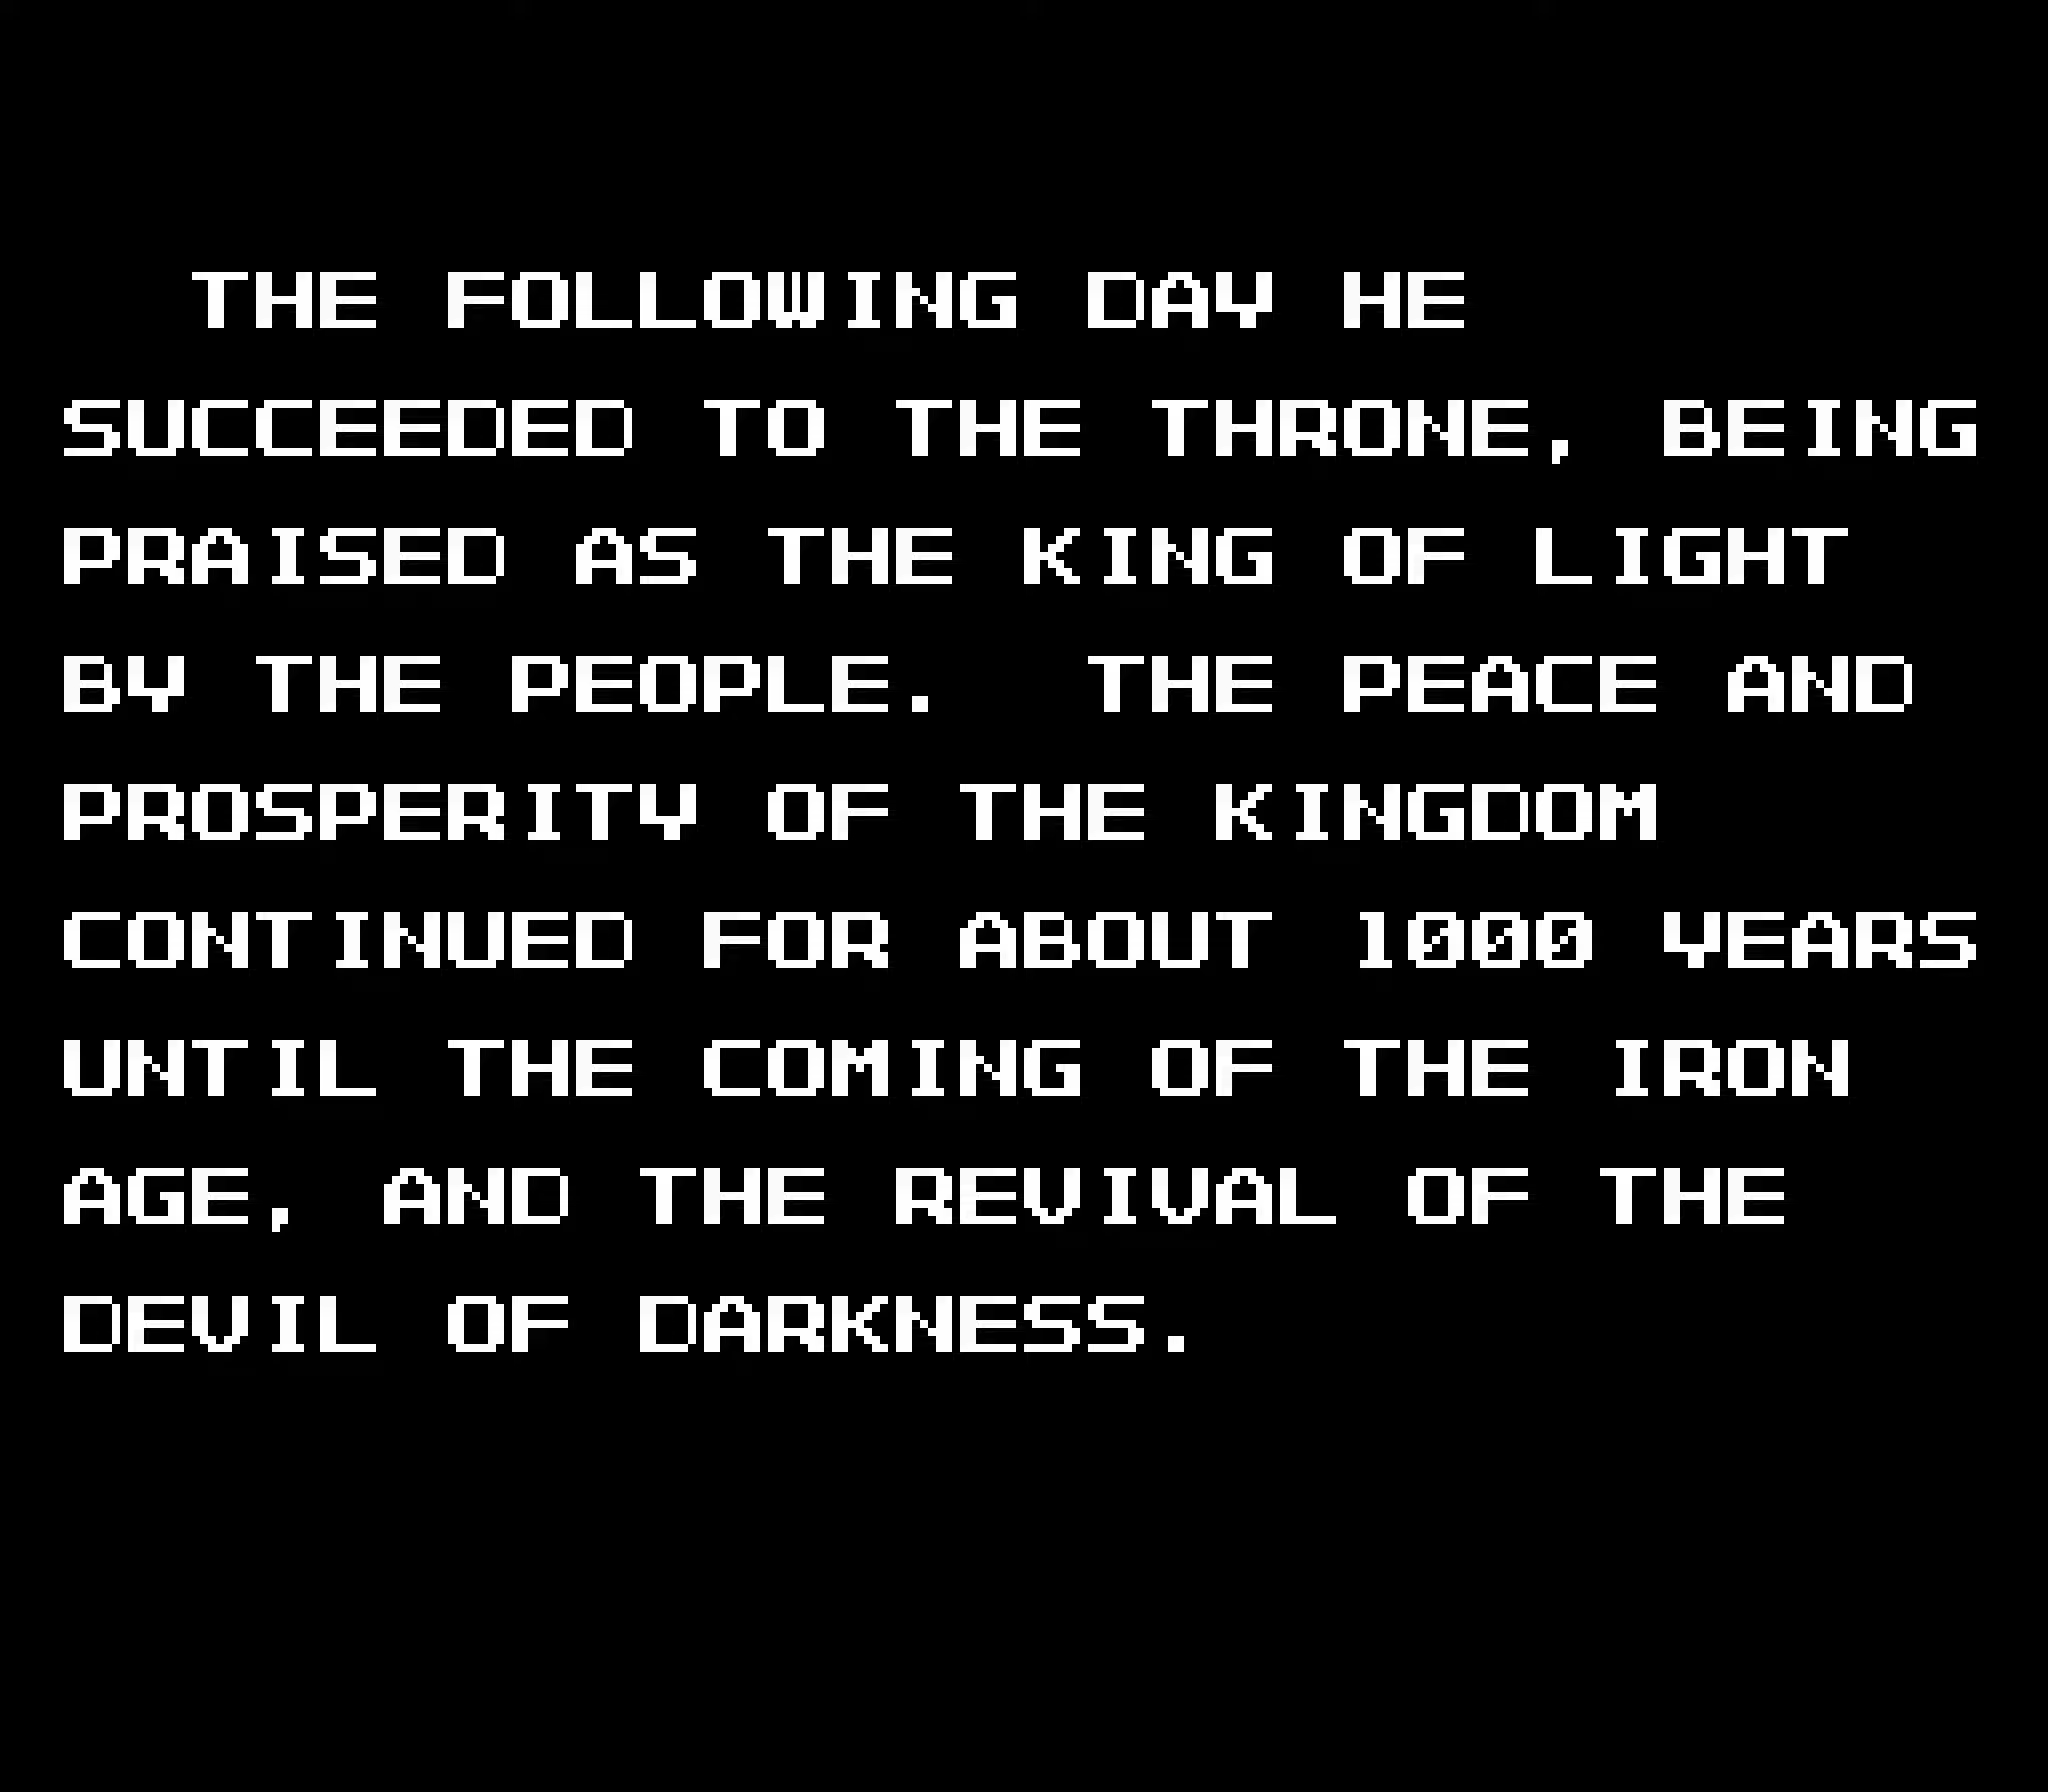 THE FOLLOWING DAY HE
SUCCEEDED TO THE THRONE, BEING
PRAISED AS THE KING OF LIGHT
BY THE PEOPLE.  THE PEACE AND
PROSPERITY OF THE KINGDOM
CONTINUED FOR ABOUT 1000 YEARS
UNTIL THE COMING OF THE IRON
AGE, AND THE REVIVAL OF THE
DEVIL OF DARKNESS.